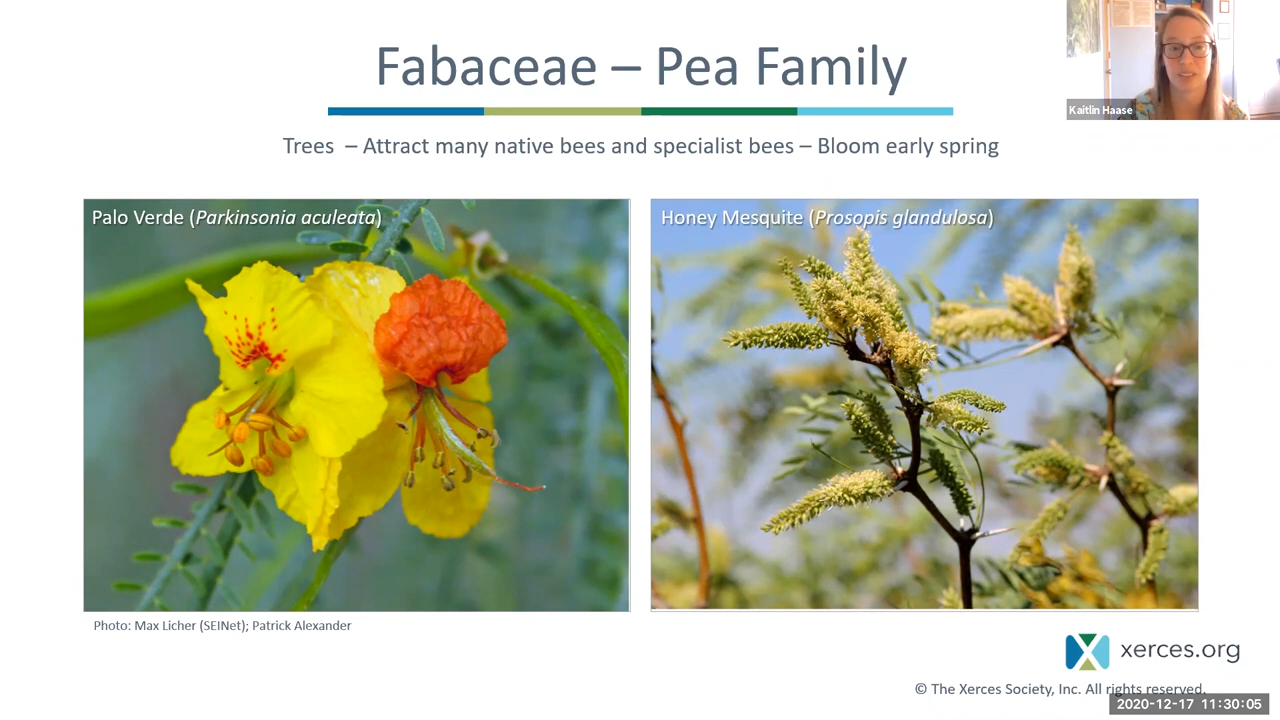 Fabaceae – Pea Family
Kaitlin Haase
Trees – Attract many native bees and specialist bees – Bloom early spring
Palo Verde (Parkinsonia aculeata)
Honey Mesquite (Prosopis glandulosa)
Photo: Max Licher (SEINet); Patrick Alexander
xerces.org
© The Xerces Society, Inc. All rights reserved.
2020-12-17 11:30:05